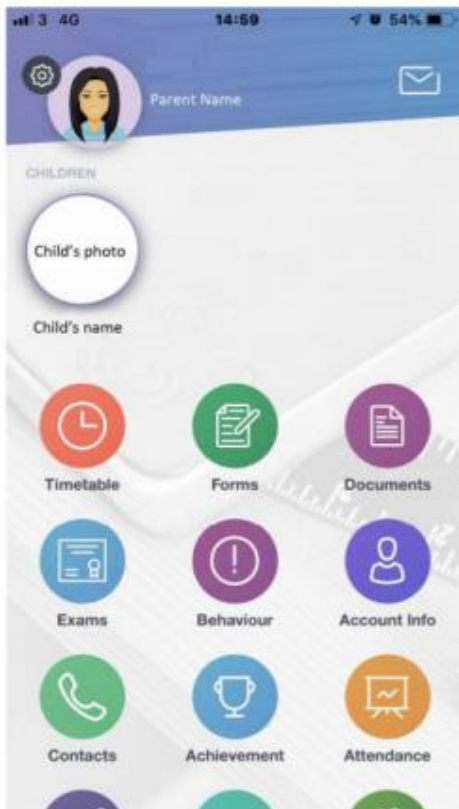 3 4G 14:59 54%
Parent Name
CHILDREN
Child's photo
Child's name
Timetable Forms Documents
Exams Behaviour Account Info
Contacts Achievement Attendance